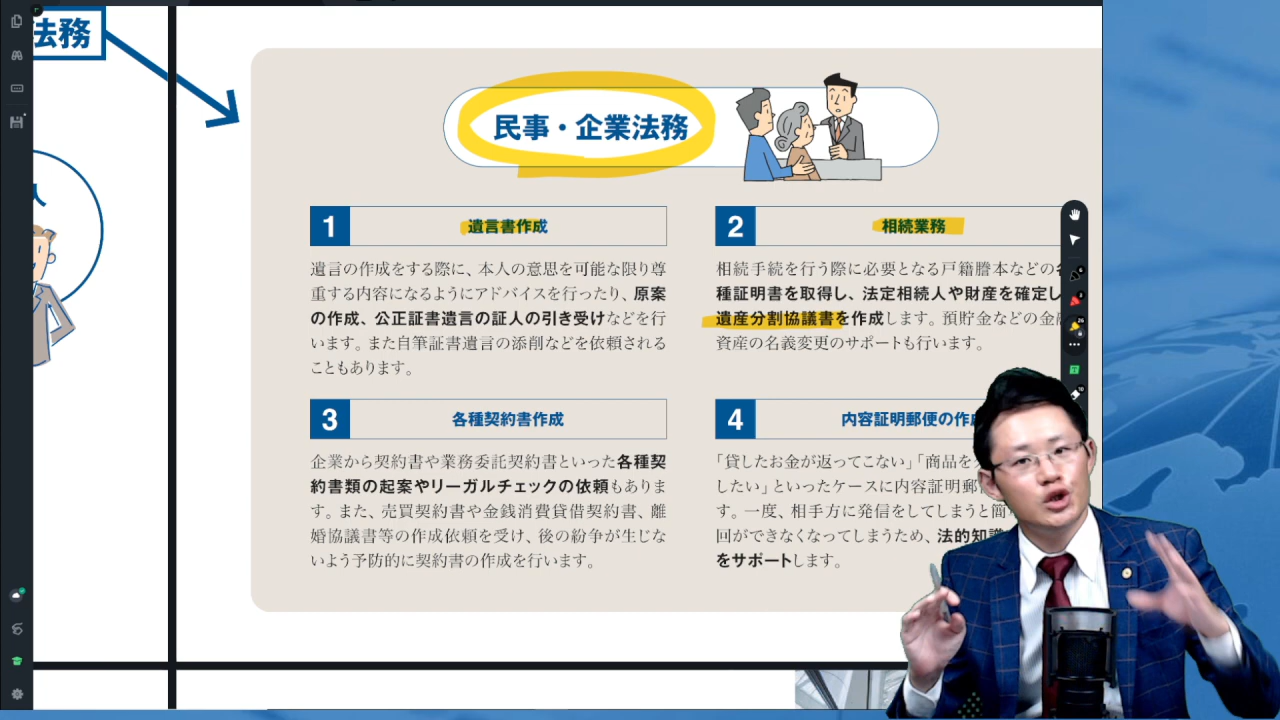 法務
人
民事・企業法務
1 遺言書作成
遺言の作成をする際に、本人の意思を可能な限り尊
重する内容になるようにアドバイスを行ったり、原案
の作成、公正証書遺言の証人の引き受けなどを行
います。また自筆証書遺言の添削などを依頼される
こともあります。
2 相続業務
相続手続を行う際に必要となる戸籍謄本などの各
種証明書を取得し、法定相続人や財産を確定し
遺産分割協議書を作成します。預貯金などの金融
資産の名義変更のサポートも行います。
3 各種契約書作成
企業から契約書や業務委託契約書といった各種契
約書類の起案やリーガルチェックの依頼もありま
す。また、売買契約書や金銭消費貸借契約書、離
婚協議書等の作成依頼を受け、後の紛争が生じな
いよう予防的に契約書の作成を行います。
4 内容証明郵便の作成
「貸したお金が返ってこない」「商品を
したい」といったケースに内容証明郵
す。一度、相手方に発信をしてしまうと簡
回ができなくなってしまうため、法的知識
をサポートします。